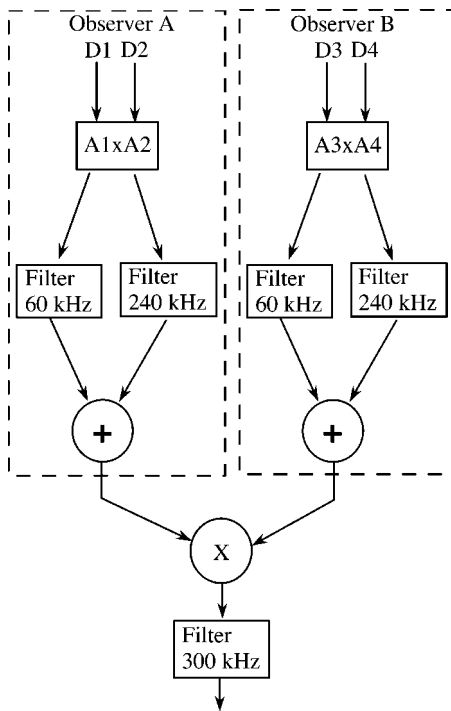 Observer A
D1 D2
A1xA2
Filter
60 kHz
Filter
240 kHz
+
Observer B
D3 D4
A3xA4
Filter
60 kHz
Filter
240 kHz
+
X
Filter
300 kHz